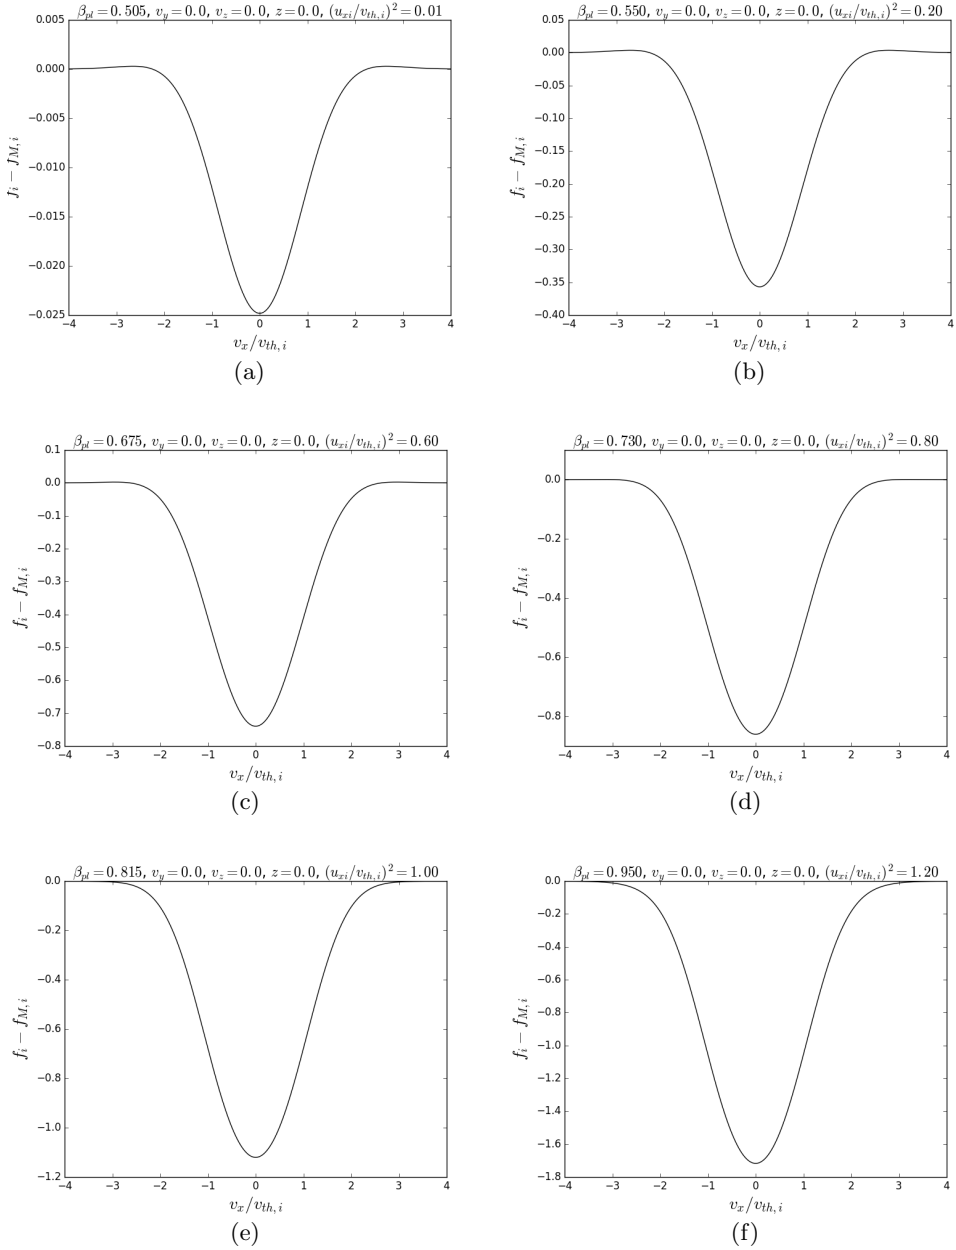 β_pl = 0.505, v_y = 0.0, v_z = 0.0, z = 0.0, (u_xi/v_th,i)² = 0.01
0.005
0.000
−0.005
−0.010
−0.015
−0.020
−0.025
f_i − f_M,i
−4 −3 −2 −1 0 1 2 3 4
v_x/v_th,i
(a)
β_pl = 0.550, v_y = 0.0, v_z = 0.0, z = 0.0, (u_xi/v_th,i)² = 0.20
0.05
0.00
−0.05
−0.10
−0.15
−0.20
−0.25
−0.30
−0.35
−0.40
f_i − f_M,i
−4 −3 −2 −1 0 1 2 3 4
v_x/v_th,i
(b)
β_pl = 0.675, v_y = 0.0, v_z = 0.0, z = 0.0, (u_xi/v_th,i)² = 0.60
0.1
0.0
−0.1
−0.2
−0.3
−0.4
−0.5
−0.6
−0.7
−0.8
f_i − f_M,i
−4 −3 −2 −1 0 1 2 3 4
v_x/v_th,i
(c)
β_pl = 0.730, v_y = 0.0, v_z = 0.0, z = 0.0, (u_xi/v_th,i)² = 0.80
0.0
−0.2
−0.4
−0.6
−0.8
f_i − f_M,i
−4 −3 −2 −1 0 1 2 3 4
v_x/v_th,i
(d)
β_pl = 0.815, v_y = 0.0, v_z = 0.0, z = 0.0, (u_xi/v_th,i)² = 1.00
0.0
−0.2
−0.4
−0.6
−0.8
−1.0
−1.2
f_i − f_M,i
−4 −3 −2 −1 0 1 2 3 4
v_x/v_th,i
(e)
β_pl = 0.950, v_y = 0.0, v_z = 0.0, z = 0.0, (u_xi/v_th,i)² = 1.20
0.0
−0.2
−0.4
−0.6
−0.8
−1.0
−1.2
−1.4
−1.6
−1.8
f_i − f_M,i
−4 −3 −2 −1 0 1 2 3 4
v_x/v_th,i
(f)